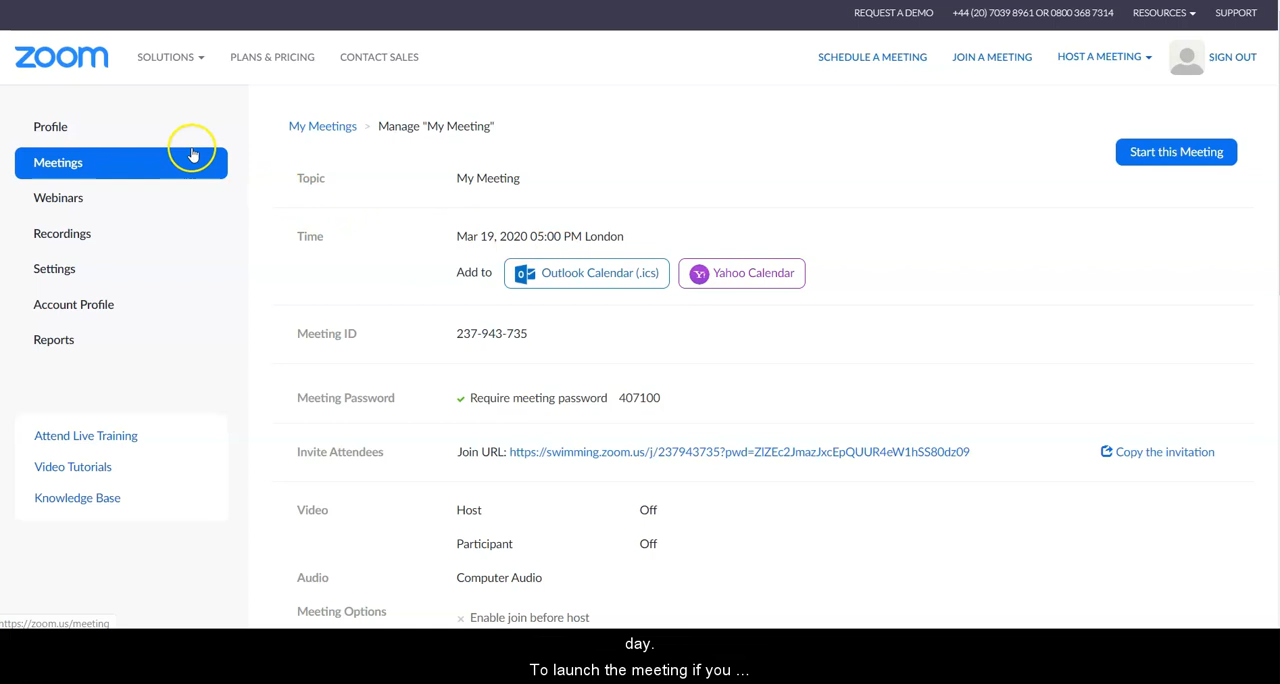 REQUEST A DEMO +44 (20) 7039 8961 OR 0800 368 7314 RESOURCES SUPPORT
zoom SOLUTIONS PLANS & PRICING CONTACT SALES SCHEDULE A MEETING JOIN A MEETING HOST A MEETING SIGN OUT
Profile
Meetings
Webinars
Recordings
Settings
Account Profile
Reports
Attend Live Training
Video Tutorials
Knowledge Base
My Meetings > Manage "My Meeting"
Start this Meeting
Topic My Meeting
Time Mar 19, 2020 05:00 PM London
Add to Outlook Calendar (.ics) Yahoo Calendar
Meeting ID 237-943-735
Meeting Password Require meeting password 407100
Invite Attendees Join URL: https://swimming.zoom.us/j/237943735?pwd=ZlZEc2JmazJxcEpQUUR4eW1hSS80dz09 Copy the invitation
Video Host Off
Participant Off
Audio Computer Audio
Meeting Options Enable join before host
https://zoom.us/meeting
day.
To launch the meeting if you ...